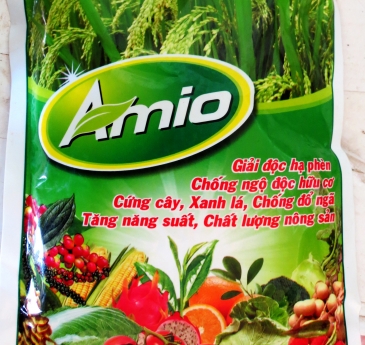 Amio
Giải độc hạ phèn
Chống ngộ độc hữu cơ
Cứng cây, Xanh lá, Chống đổ ngã
Tăng năng suất, Chất lượng nông sản